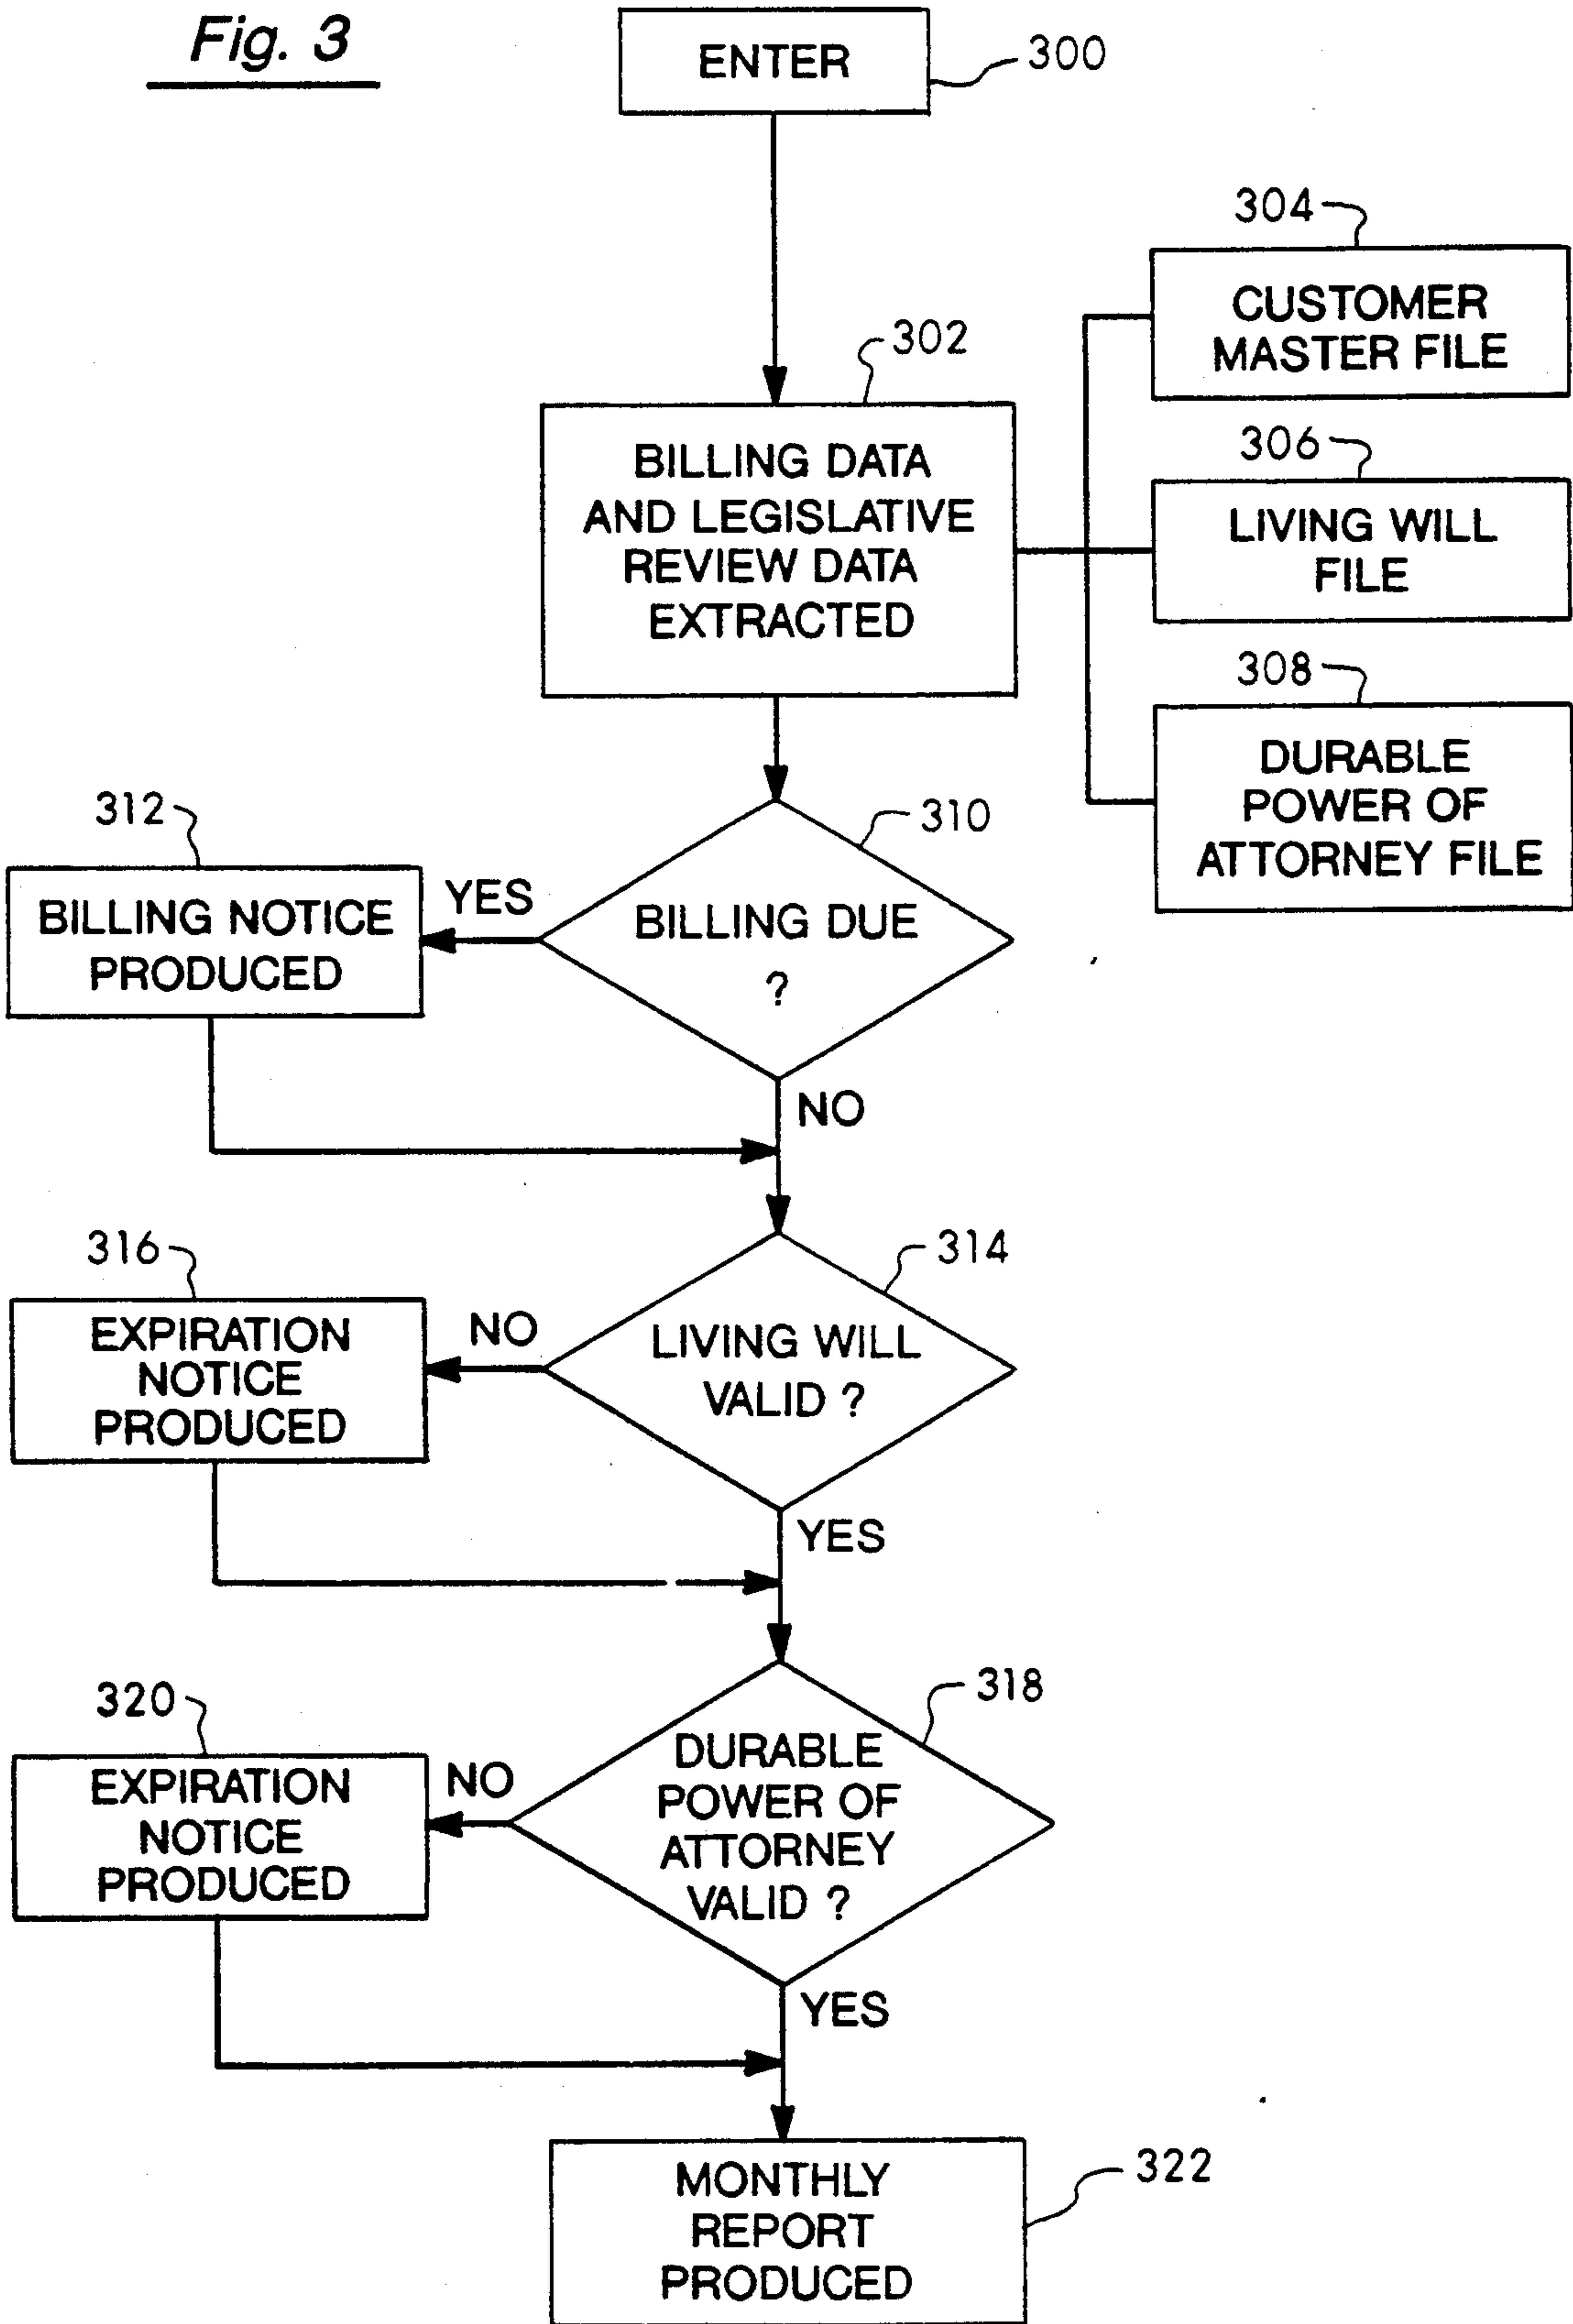 Fig. 3
ENTER
300
304
CUSTOMER
MASTER FILE
302
BILLING DATA
AND LEGISLATIVE
REVIEW DATA
EXTRACTED
306
LIVING WILL
FILE
308
DURABLE
POWER OF
ATTORNEY FILE
310
BILLING DUE
?
YES
312
BILLING NOTICE
PRODUCED
NO
314
LIVING WILL
VALID ?
NO
316
EXPIRATION
NOTICE
PRODUCED
YES
318
DURABLE
POWER OF
ATTORNEY
VALID ?
NO
320
EXPIRATION
NOTICE
PRODUCED
YES
MONTHLY
REPORT
PRODUCED
322